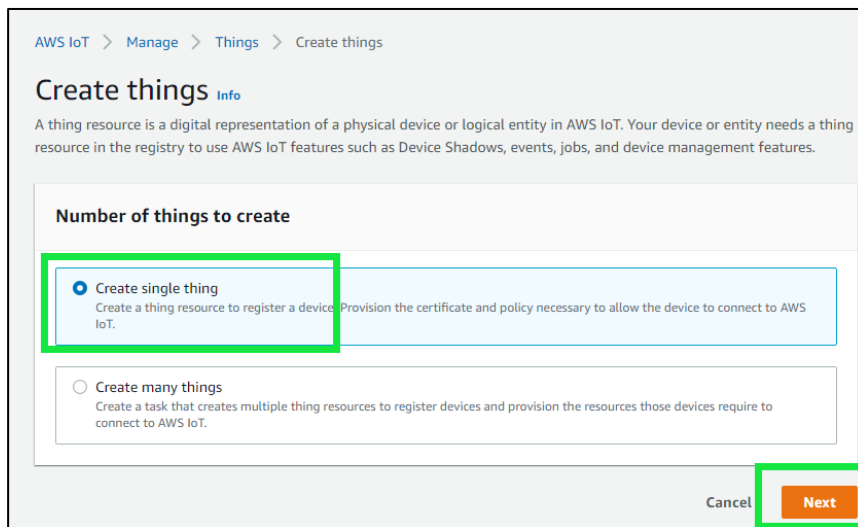 AWS IoT > Manage > Things > Create things
Create things Info
A thing resource is a digital representation of a physical device or logical entity in AWS IoT. Your device or entity needs a thing
resource in the registry to use AWS IoT features such as Device Shadows, events, jobs, and device management features.
Number of things to create
Create single thing
Create a thing resource to register a device. Provision the certificate and policy necessary to allow the device to connect to AWS
IoT.
Create many things
Create a task that creates multiple thing resources to register devices and provision the resources those devices require to
connect to AWS IoT.
Cancel Next